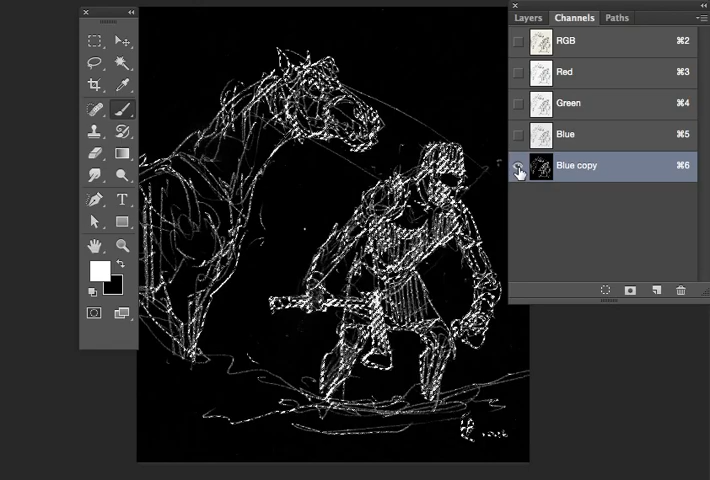 Layers Channels Paths
RGB ⌘2
Red ⌘3
Green ⌘4
Blue ⌘5
Blue copy ⌘6